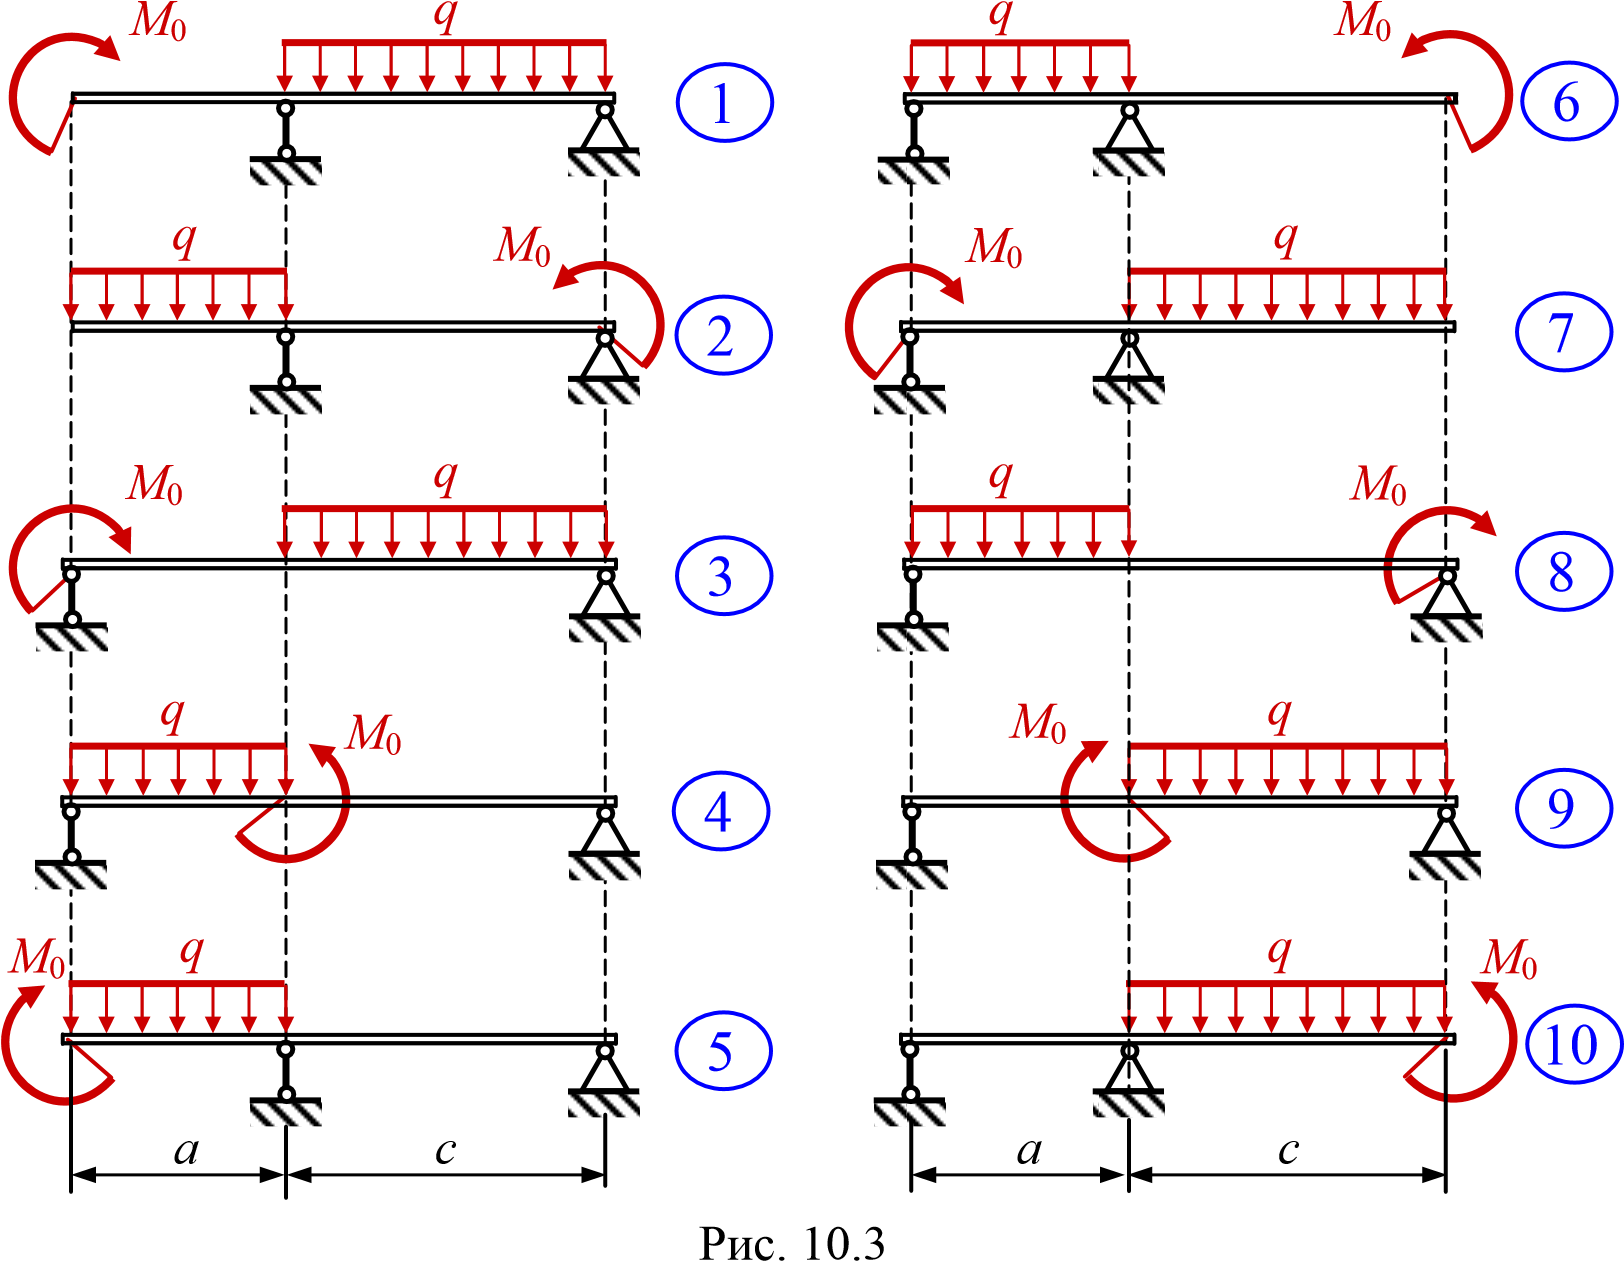 M₀ q 1
q M₀ 6
q M₀ 2
M₀ q 7
M₀ q 3
q M₀ 8
q M₀ 4
M₀ q 9
M₀ q 5
q M₀ 10
a c
a c
Рис. 10.3